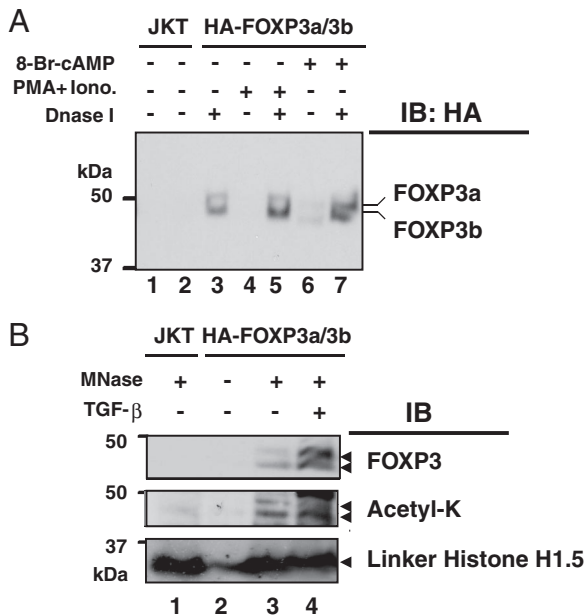 A
JKT HA-FOXP3a/3b
8-Br-cAMP - - - - - + +
PMA+ Iono. - - - + + - -
Dnase I - - + - + - +
IB: HA
kDa
50
FOXP3a
FOXP3b
37
1 2 3 4 5 6 7
B
JKT HA-FOXP3a/3b
MNase + - + +
TGF-β - - - +
IB
50
FOXP3
50
Acetyl-K
37
Linker Histone H1.5
kDa
1 2 3 4